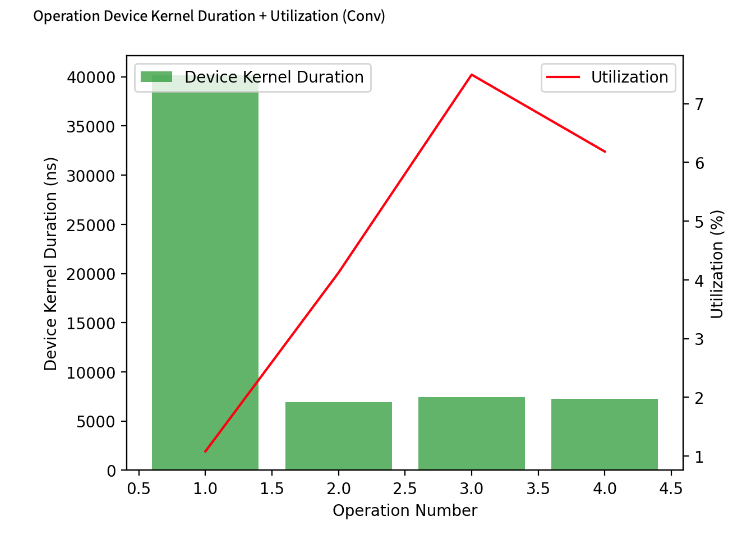 Operation Device Kernel Duration + Utilization (Conv)
Device Kernel Duration
Utilization
40000
35000
30000
25000
20000
15000
10000
5000
0
Device Kernel Duration (ns)
7
6
5
4
3
2
1
Utilization (%)
0.5 1.0 1.5 2.0 2.5 3.0 3.5 4.0 4.5
Operation Number